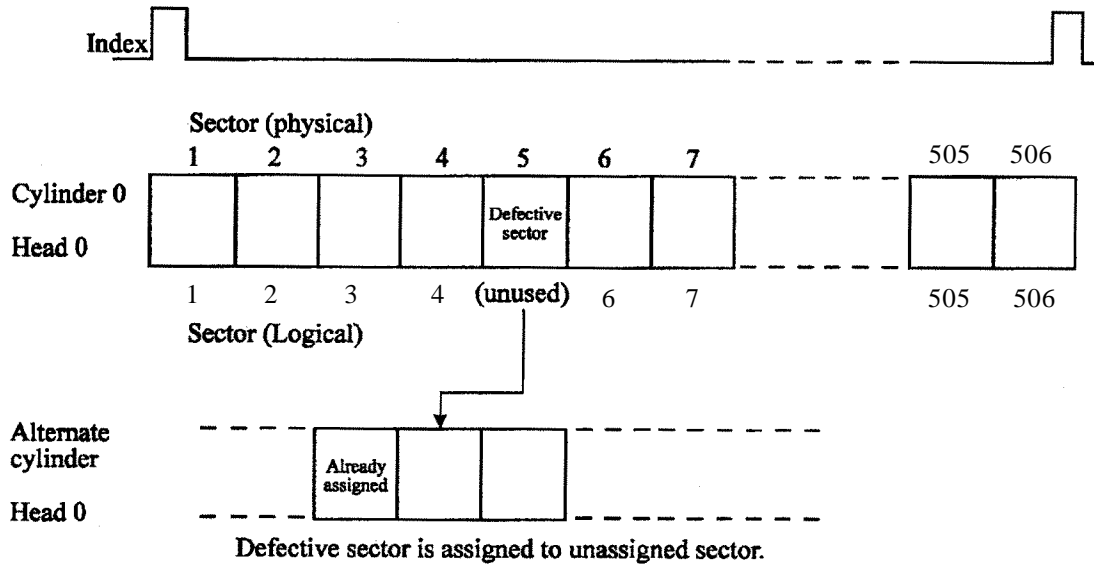 Index
Sector (physical)
1 2 3 4 5 6 7 505 506
Cylinder 0
Defective
sector
Head 0
1 2 3 4 (unused) 6 7 505 506
Sector (Logical)
Alternate
cylinder
Already
assigned
Head 0
Defective sector is assigned to unassigned sector.